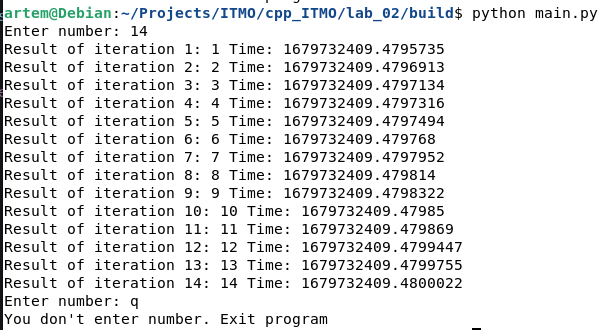 artem@Debian:~/Projects/ITMO/cpp_ITMO/lab_02/build$ python main.py
Enter number: 14
Result of iteration 1: 1 Time: 1679732409.4795735
Result of iteration 2: 2 Time: 1679732409.4796913
Result of iteration 3: 3 Time: 1679732409.4797134
Result of iteration 4: 4 Time: 1679732409.4797316
Result of iteration 5: 5 Time: 1679732409.4797494
Result of iteration 6: 6 Time: 1679732409.479768
Result of iteration 7: 7 Time: 1679732409.4797952
Result of iteration 8: 8 Time: 1679732409.479814
Result of iteration 9: 9 Time: 1679732409.4798322
Result of iteration 10: 10 Time: 1679732409.47985
Result of iteration 11: 11 Time: 1679732409.479869
Result of iteration 12: 12 Time: 1679732409.4799447
Result of iteration 13: 13 Time: 1679732409.4799755
Result of iteration 14: 14 Time: 1679732409.4800022
Enter number: q
You don't enter number. Exit program